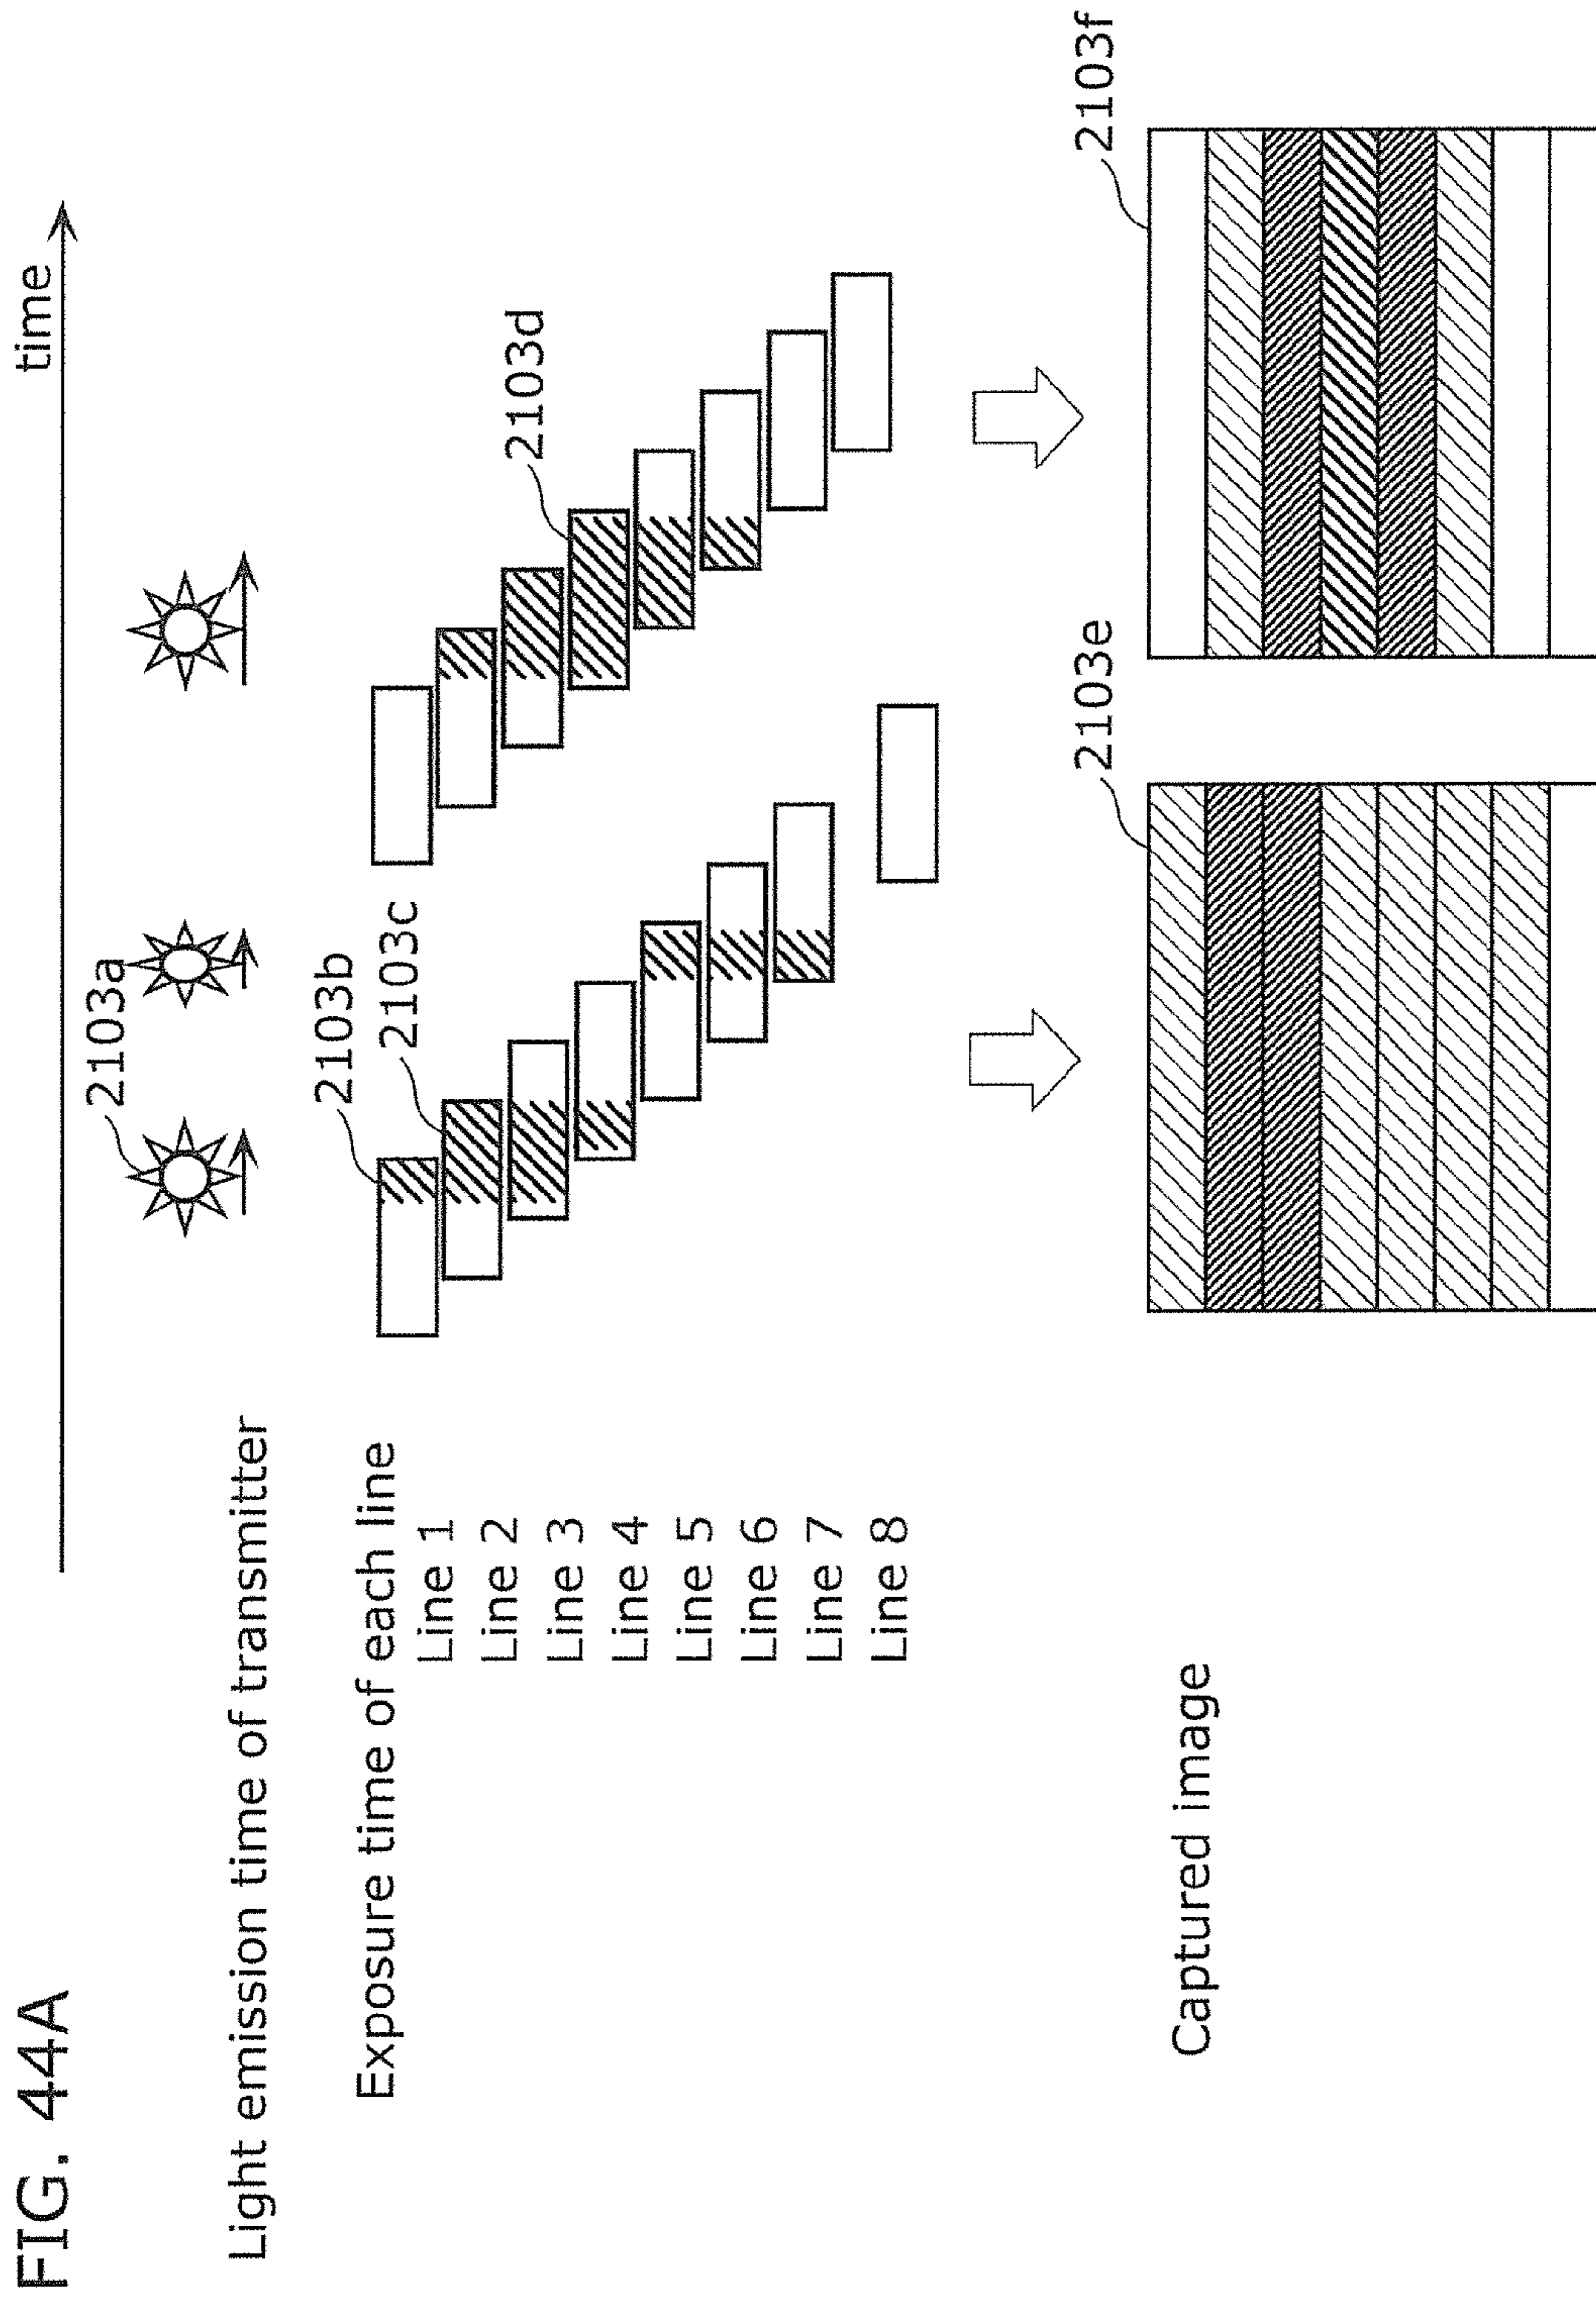 FIG. 44A
time
Light emission time of transmitter
2103a
Exposure time of each line
2103b
2103c
2103d
Line 1
Line 2
Line 3
Line 4
Line 5
Line 6
Line 7
Line 8
Captured image
2103e
2103f